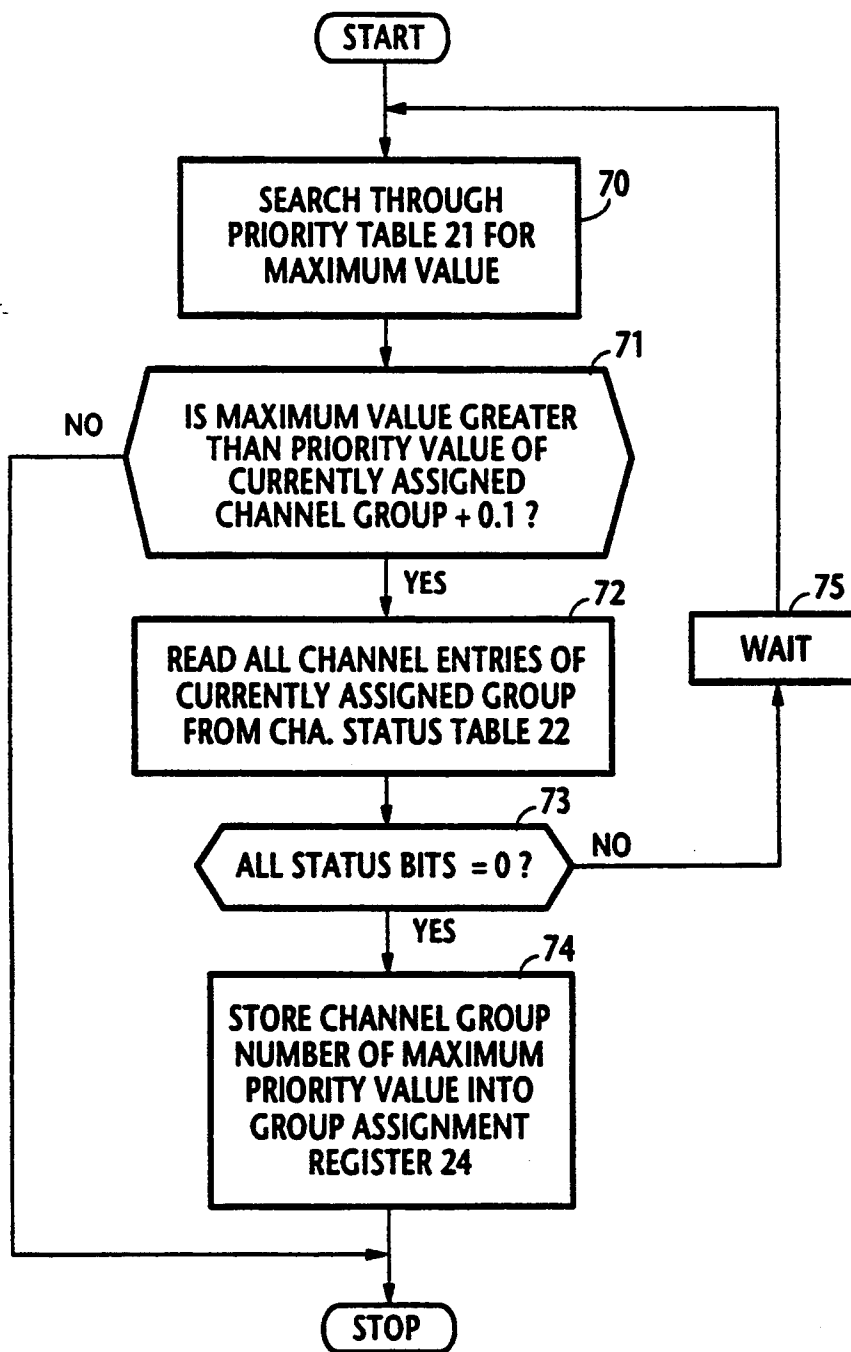 START
70
SEARCH THROUGH
PRIORITY TABLE 21 FOR
MAXIMUM VALUE
71
NO
IS MAXIMUM VALUE GREATER
THAN PRIORITY VALUE OF
CURRENTLY ASSIGNED
CHANNEL GROUP + 0.1 ?
YES
72
75
READ ALL CHANNEL ENTRIES OF
CURRENTLY ASSIGNED GROUP
FROM CHA. STATUS TABLE 22
WAIT
73
ALL STATUS BITS = 0 ?
NO
YES
74
STORE CHANNEL GROUP
NUMBER OF MAXIMUM
PRIORITY VALUE INTO
GROUP ASSIGNMENT
REGISTER 24
STOP